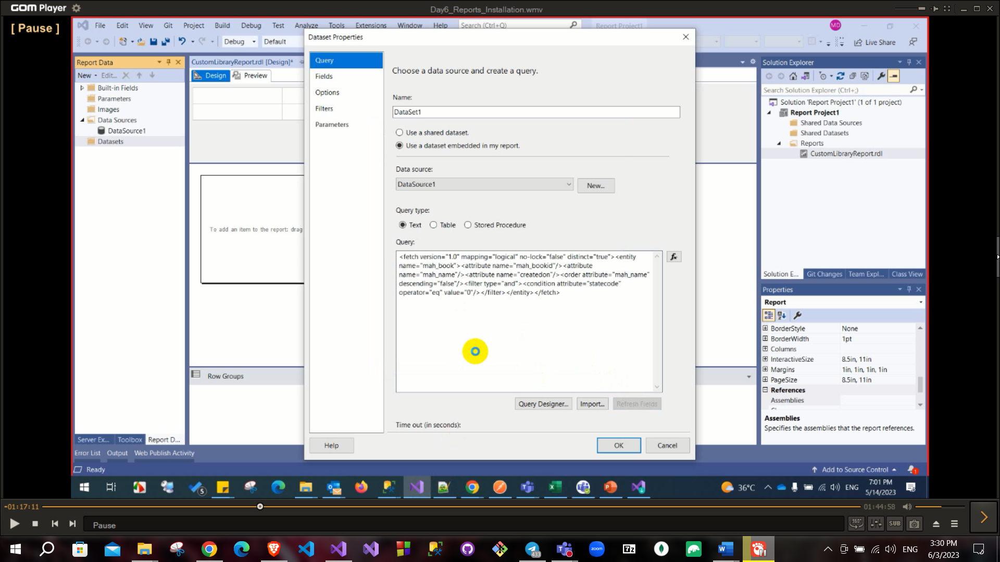 GOM Player
Day6_Reports_Installation.wmv
[ Pause ]
File Edit View Git Project Build Debug Test Analyze Tools Extensions Window Help Search (Ctrl+Q) Report Project1 MD
Debug Default Live Share
Report Data
New Edit...
Built-in Fields
Parameters
Images
Data Sources
DataSource1
Datasets
CustomLibraryReport.rdl [Design]*
Design Preview
To add an item to the report: drag
Row Groups
Dataset Properties
Query
Fields
Options
Filters
Parameters
Choose a data source and create a query.
Name:
DataSet1
Use a shared dataset.
Use a dataset embedded in my report.
Data source:
DataSource1 New...
Query type:
Text Table Stored Procedure
Query:
<fetch version="1.0" mapping="logical" no-lock="false" distinct="true"><entity
name="mah_book"><attribute name="mah_bookid"/><attribute
name="mah_name"/><attribute name="createdon"/><order attribute="mah_name"
descending="false"/><filter type="and"><condition attribute="statecode"
operator="eq" value="0"/></filter></entity></fetch>
fx
Query Designer... Import... Refresh Fields
Time out (in seconds):
Help OK Cancel
Solution Explorer
Search Solution Explorer (Ctrl+;)
Solution 'Report Project1' (1 of 1 project)
Report Project1
Shared Data Sources
Shared Datasets
Reports
CustomLibraryReport.rdl
Solution E... Git Changes Team Expl... Class View
Properties
Report
BorderStyle None
BorderWidth 1pt
Columns
InteractiveSize 8.5in, 11in
Margins 1in, 1in, 1in, 1in
PageSize 8.5in, 11in
References
Assemblies
Assemblies
Specifies the assemblies that the report references.
Server Ex... Toolbox Report D...
Error List Output Web Publish Activity
Ready Add to Source Control 1
5 36°C ENG 7:01 PM
5/14/2023
-01:17:11 01:44:58
Pause 360° SUB
433 zoom 7z ENG 3:30 PM
6/3/2023